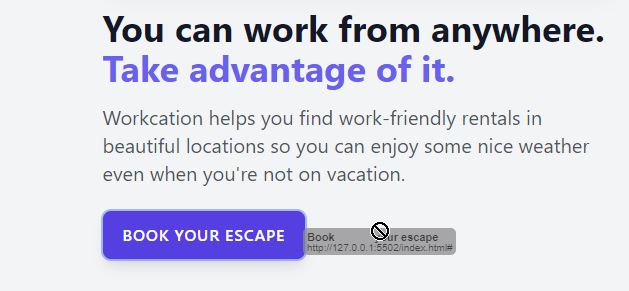 You can work from anywhere.
Take advantage of it.
Workcation helps you find work-friendly rentals in
beautiful locations so you can enjoy some nice weather
even when you're not on vacation.
BOOK YOUR ESCAPE
Book your escape
http://127.0.0.1:5502/index.html#